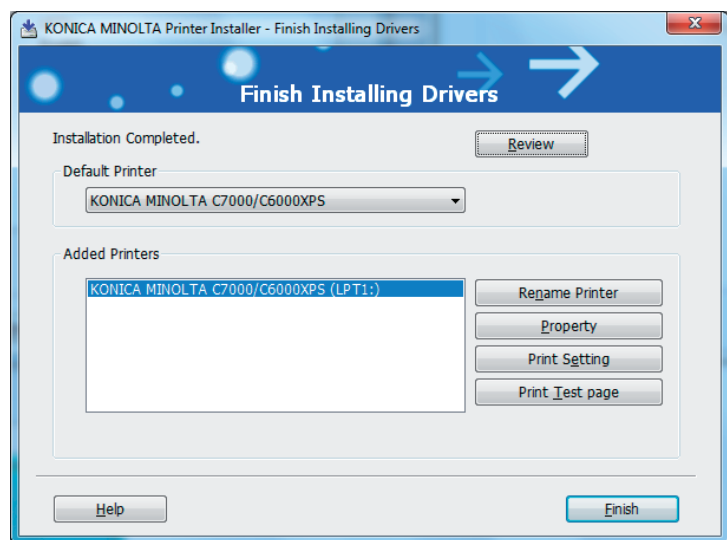 KONICA MINOLTA Printer Installer - Finish Installing Drivers
Finish Installing Drivers
Installation Completed.
Review
Default Printer
KONICA MINOLTA C7000/C6000XPS
Added Printers
KONICA MINOLTA C7000/C6000XPS (LPT1:)
Rename Printer
Property
Print Setting
Print Test page
Help
Finish